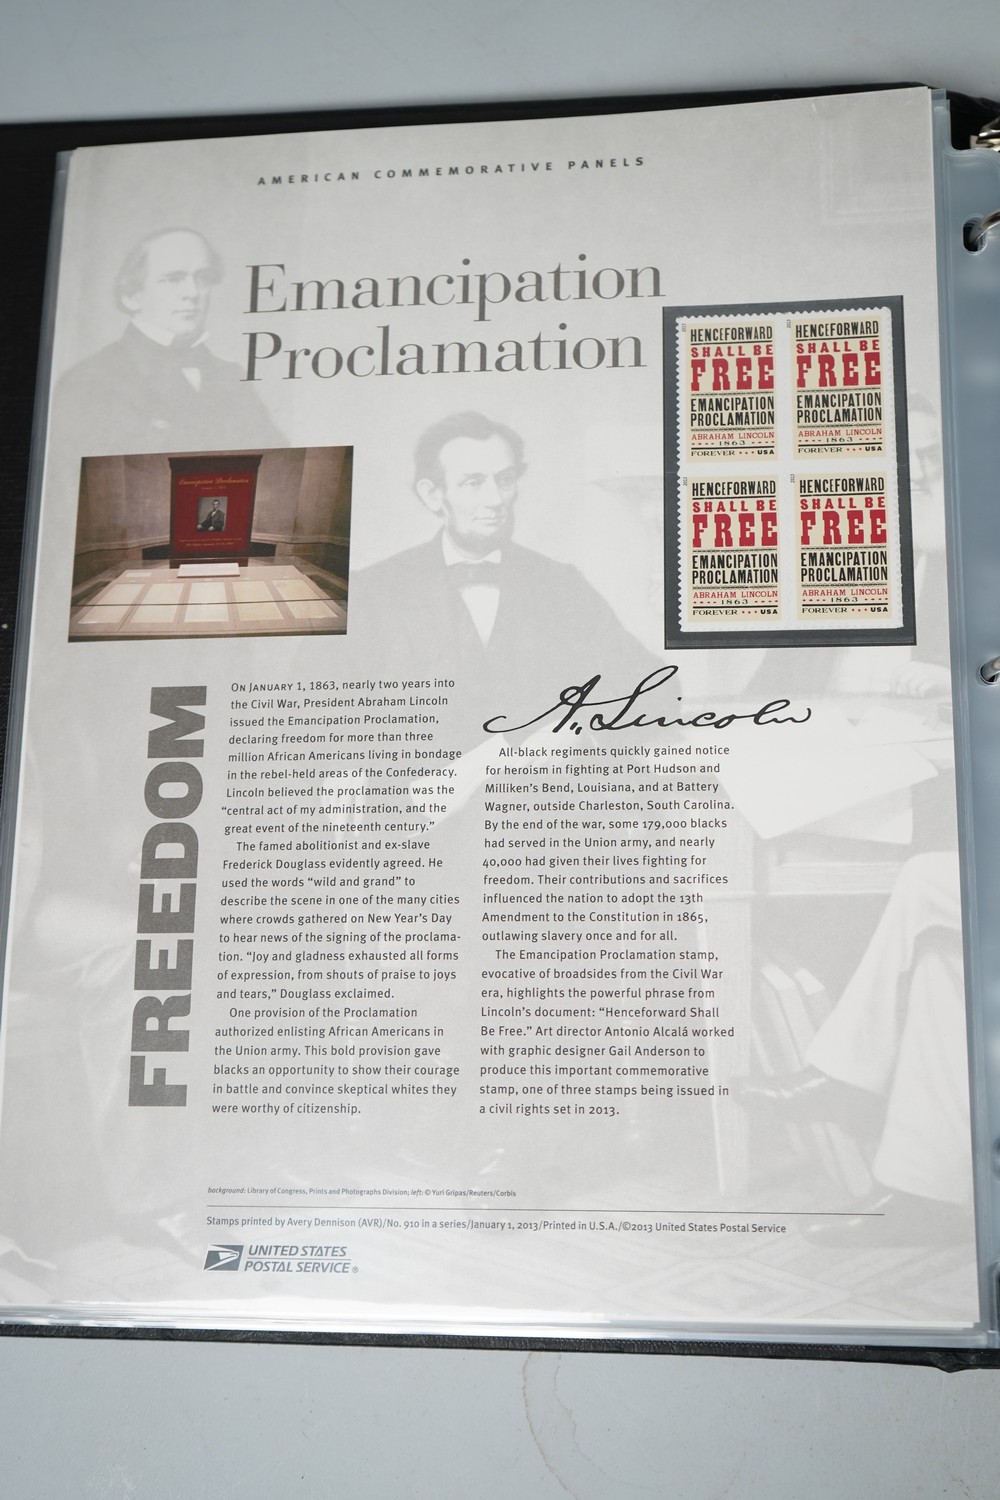 AMERICAN COMMEMORATIVE PANELS
Emancipation
Proclamation
HENCEFORWARD
SHALL BE
FREE
EMANCIPATION
PROCLAMATION
ABRAHAM LINCOLN
1863
FOREVER USA
2013
HENCEFORWARD
SHALL BE
FREE
EMANCIPATION
PROCLAMATION
ABRAHAM LINCOLN
1863
FOREVER USA
2013
HENCEFORWARD
SHALL BE
FREE
EMANCIPATION
PROCLAMATION
ABRAHAM LINCOLN
1863
FOREVER USA
2013
HENCEFORWARD
SHALL BE
FREE
EMANCIPATION
PROCLAMATION
ABRAHAM LINCOLN
1863
FOREVER USA
2013
Emancipation Proclamation
FREEDOM
ON JANUARY 1, 1863, nearly two years into
the Civil War, President Abraham Lincoln
issued the Emancipation Proclamation,
declaring freedom for more than three
million African Americans living in bondage
in the rebel-held areas of the Confederacy.
Lincoln believed the proclamation was the
“central act of my administration, and the
great event of the nineteenth century.”
The famed abolitionist and ex-slave
Frederick Douglass evidently agreed. He
used the words “wild and grand” to
describe the scene in one of the many cities
where crowds gathered on New Year’s Day
to hear news of the signing of the proclama-
tion. “Joy and gladness exhausted all forms
of expression, from shouts of praise to joys
and tears,” Douglass exclaimed.
One provision of the Proclamation
authorized enlisting African Americans in
the Union army. This bold provision gave
blacks an opportunity to show their courage
in battle and convince skeptical whites they
were worthy of citizenship.
A. Lincoln
All-black regiments quickly gained notice
for heroism in fighting at Port Hudson and
Milliken’s Bend, Louisiana, and at Battery
Wagner, outside Charleston, South Carolina.
By the end of the war, some 179,000 blacks
had served in the Union army, and nearly
40,000 had given their lives fighting for
freedom. Their contributions and sacrifices
influenced the nation to adopt the 13th
Amendment to the Constitution in 1865,
outlawing slavery once and for all.
The Emancipation Proclamation stamp,
evocative of broadsides from the Civil War
era, highlights the powerful phrase from
Lincoln’s document: “Henceforward Shall
Be Free.” Art director Antonio Alcalá worked
with graphic designer Gail Anderson to
produce this important commemorative
stamp, one of three stamps being issued in
a civil rights set in 2013.
background: Library of Congress, Prints and Photographs Division; left: © Yuri Gripas/Reuters/Corbis
Stamps printed by Avery Dennison (AVR)/No. 910 in a series/January 1, 2013/Printed in U.S.A./©2013 United States Postal Service
UNITED STATES
POSTAL SERVICE®